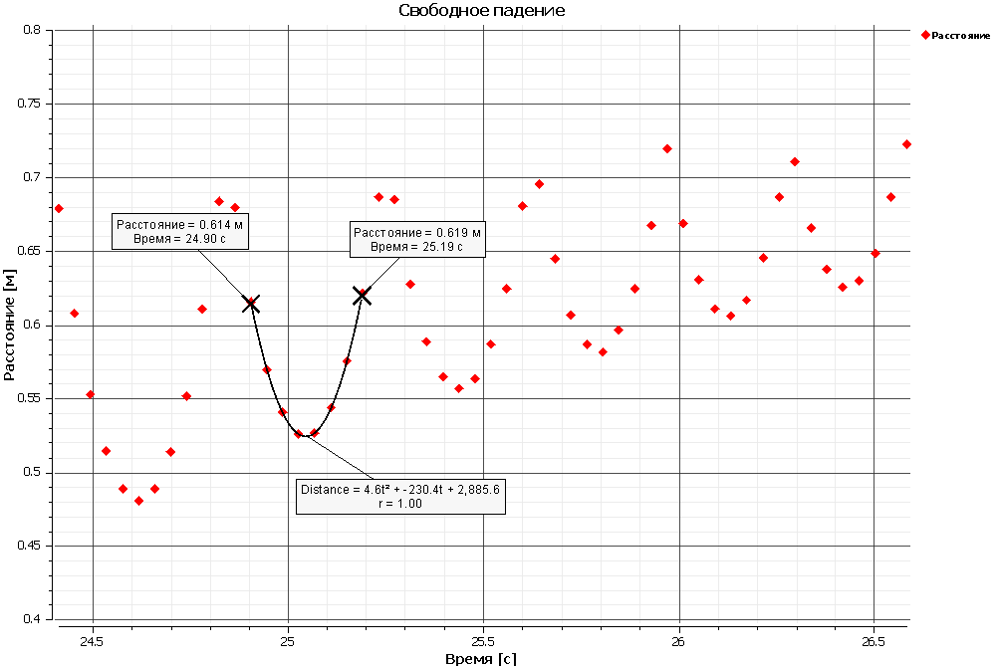 Свободное падение
Расстояние
0.8
0.75
0.7
0.65
0.6
0.55
0.5
0.45
0.4
Расстояние [м]
Расстояние = 0.614 м
Время = 24.90 с
Расстояние = 0.619 м
Время = 25.19 с
Distance = 4.6t² + -230.4t + 2,885.6
r = 1.00
24.5
25
25.5
26
26.5
Время [с]